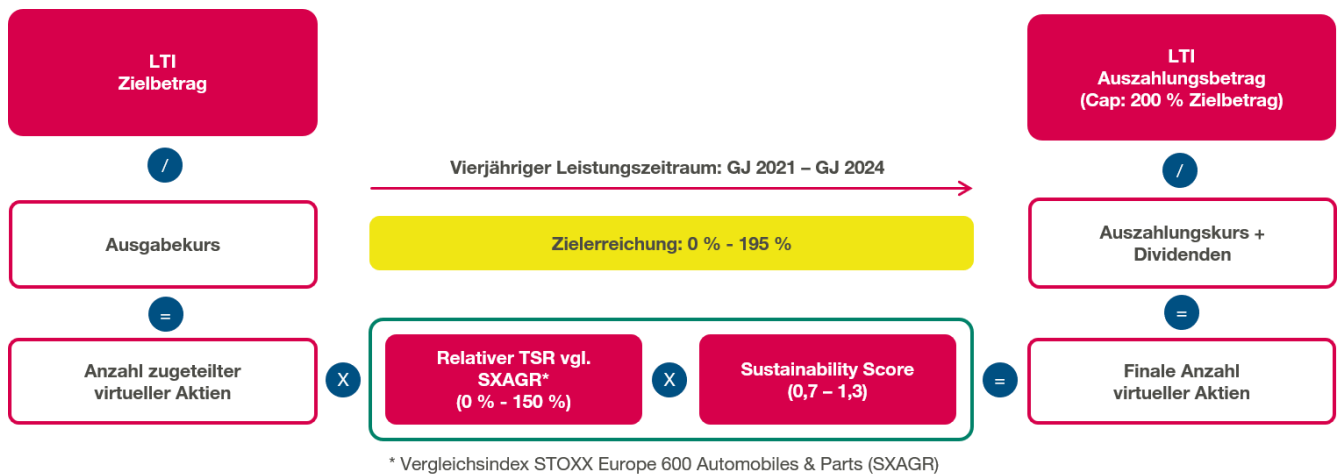 LTI
Zielbetrag
/
Ausgabekurs
=
Anzahl zugeteilter
virtueller Aktien
X
Vierjähriger Leistungszeitraum: GJ 2021 – GJ 2024
Zielerreichung: 0 % - 195 %
Relativer TSR vgl.
SXAGR*
(0 % - 150 %)
X
Sustainability Score
(0,7 – 1,3)
=
LTI
Auszahlungsbetrag
(Cap: 200 % Zielbetrag)
/
Auszahlungskurs +
Dividenden
=
Finale Anzahl
virtueller Aktien
* Vergleichsindex STOXX Europe 600 Automobiles & Parts (SXAGR)